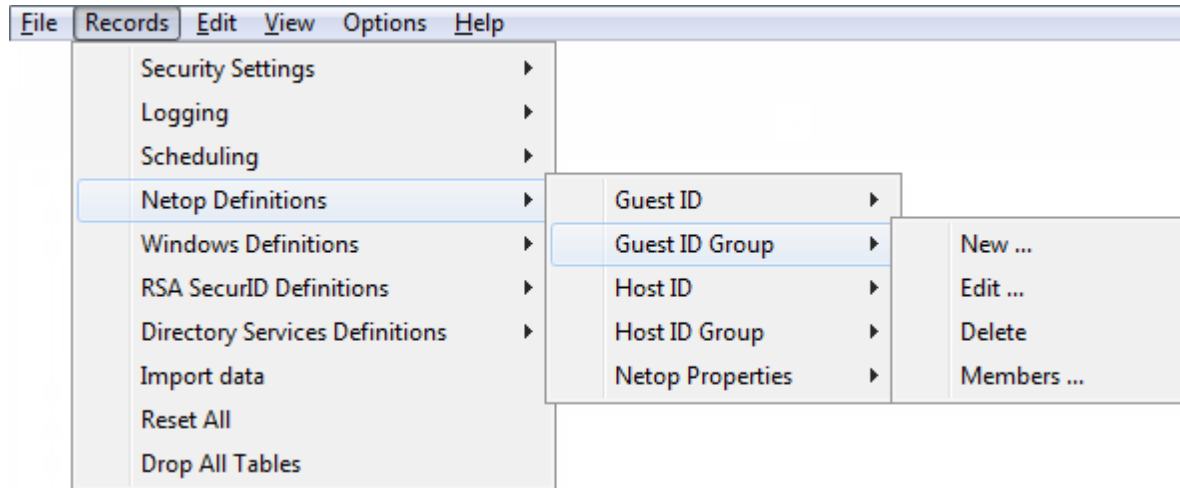 File Records Edit View Options Help
Security Settings
Logging
Scheduling
Netop Definitions
Windows Definitions
RSA SecurID Definitions
Directory Services Definitions
Import data
Reset All
Drop All Tables
Guest ID
Guest ID Group
Host ID
Host ID Group
Netop Properties
New ...
Edit ...
Delete
Members ...